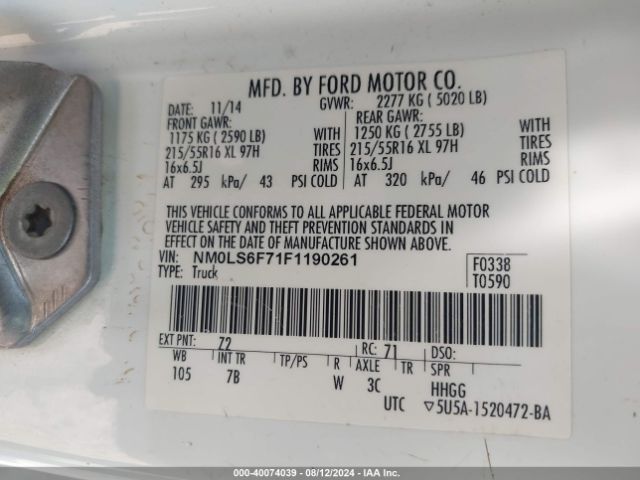 MFD. BY FORD MOTOR CO.
DATE: 11/14 GVWR: 2277 KG ( 5020 LB)
FRONT GAWR: REAR GAWR:
1175 KG ( 2590 LB) WITH 1250 KG ( 2755 LB) WITH
215/55R16 XL 97H TIRES 215/55R16 XL 97H TIRES
16x6.5J RIMS 16x6.5J RIMS
AT 295 kPa/ 43 PSI COLD AT 320 kPa/ 46 PSI COLD
THIS VEHICLE CONFORMS TO ALL APPLICABLE FEDERAL MOTOR
VEHICLE SAFETY AND THEFT PREVENTION STANDARDS IN
EFFECT ON THE DATE OF MANUFACTURE SHOWN ABOVE.
VIN: NM0LS6F71F1190261
TYPE: Truck
F0338
T0590
EXT PNT: 72 RC: 71 DSO:
WB INT TR TP/PS R AXLE TR SPR
105 7B W 3C HHGG
UTC ▽5U5A-1520472-BA
000-40074039 - 08/12/2024 - IAA Inc.